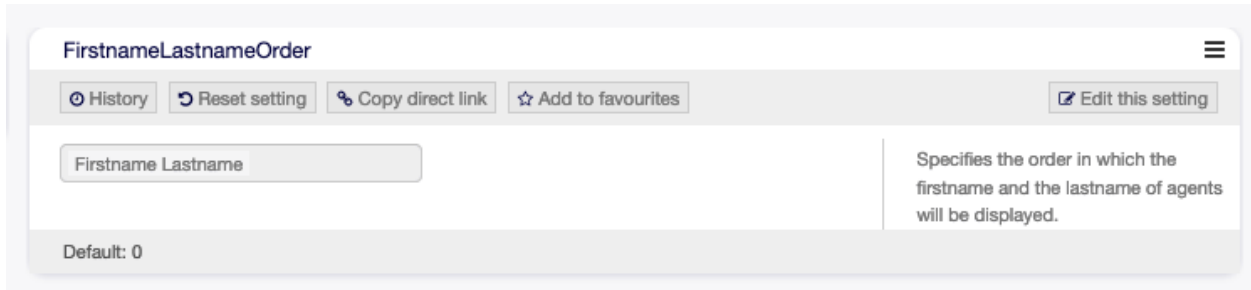 FirstnameLastnameOrder
History Reset setting Copy direct link Add to favourites Edit this setting
Firstname Lastname
Specifies the order in which the
firstname and the lastname of agents
will be displayed.
Default: 0